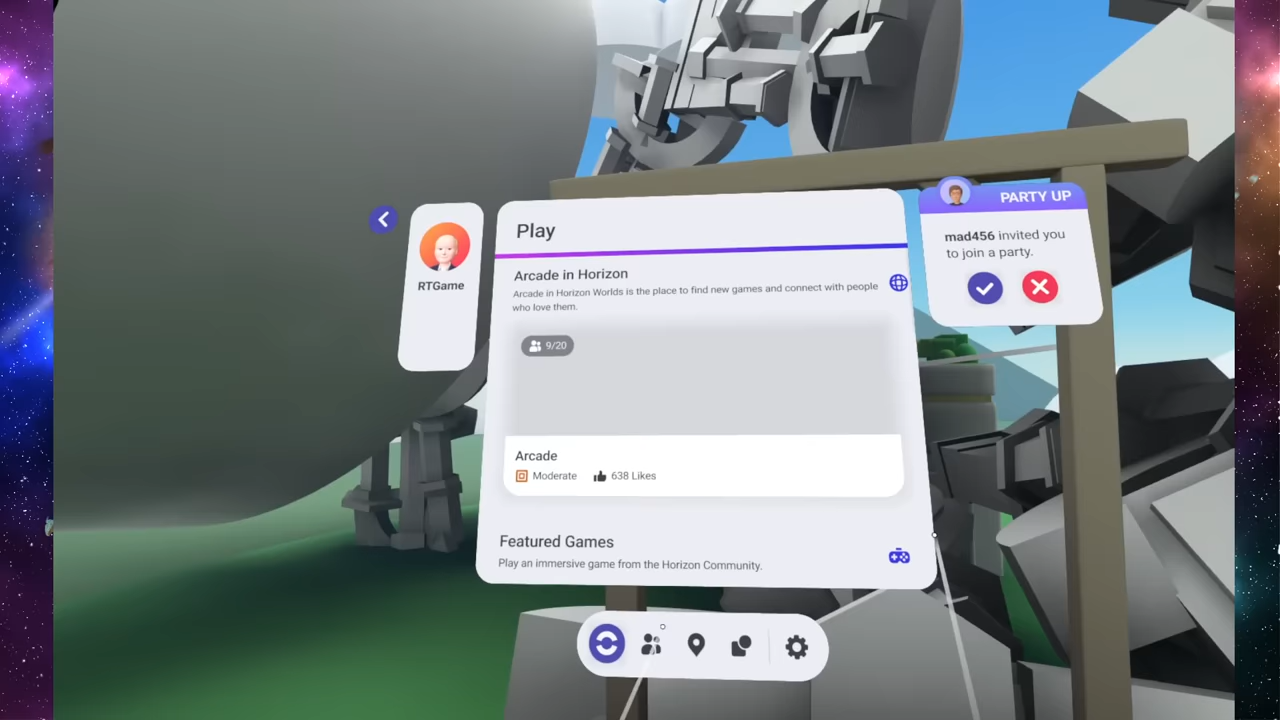 RTGame
Play
Arcade in Horizon
Arcade in Horizon Worlds is the place to find new games and connect with people
who love them.
9/20
Arcade
Moderate
638 Likes
Featured Games
Play an immersive game from the Horizon Community.
PARTY UP
mad456 invited you
to join a party.